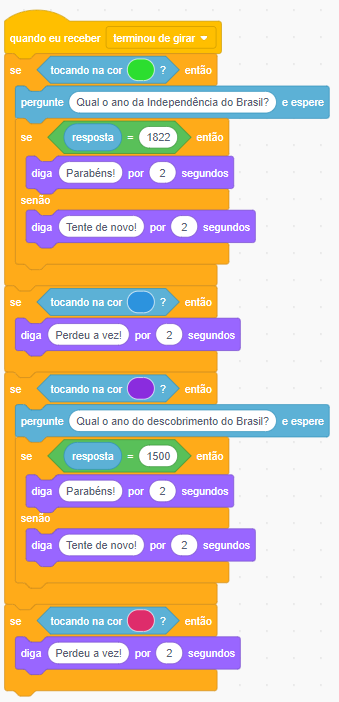 quando eu receber terminou de girar
se tocando na cor ? então
pergunte Qual o ano da Independência do Brasil? e espere
se resposta = 1822 então
diga Parabéns! por 2 segundos
senão
diga Tente de novo! por 2 segundos
se tocando na cor ? então
diga Perdeu a vez! por 2 segundos
se tocando na cor ? então
pergunte Qual o ano do descobrimento do Brasil? e espere
se resposta = 1500 então
diga Parabéns! por 2 segundos
senão
diga Tente de novo! por 2 segundos
se tocando na cor ? então
diga Perdeu a vez! por 2 segundos